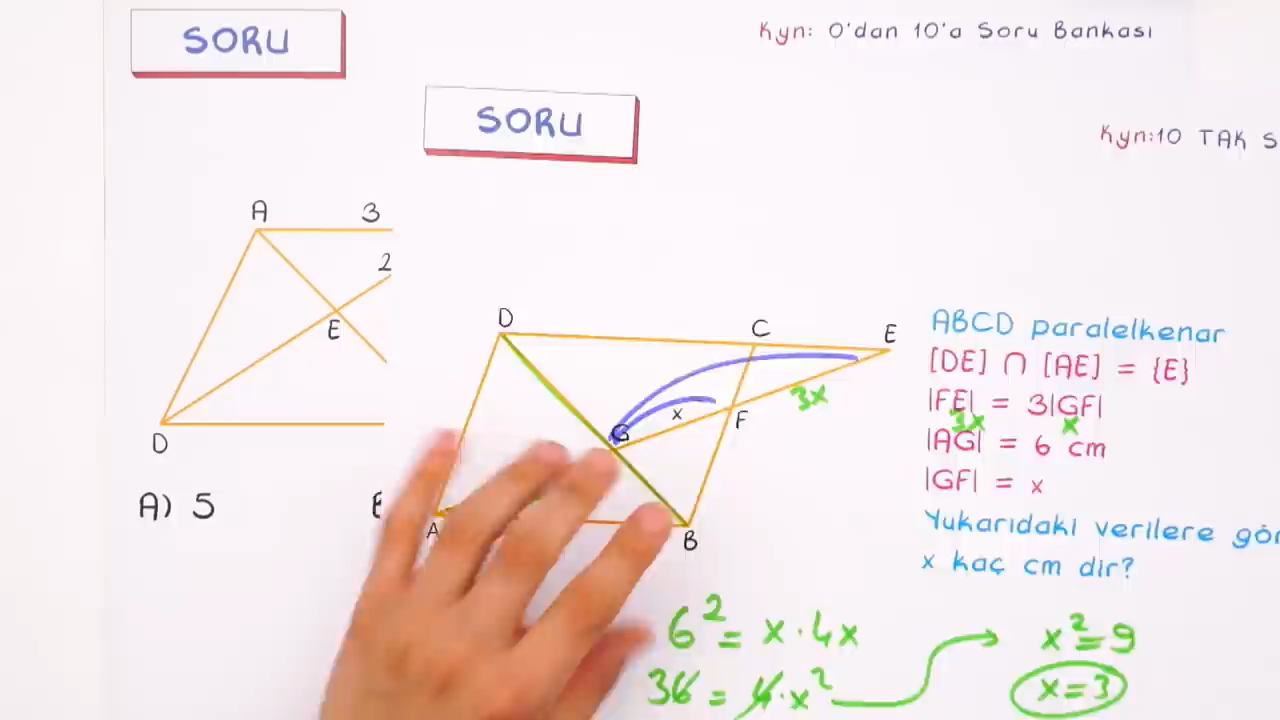 SORU
Kyn: 0'dan 10'a Soru Bankası
SORU
Kyn:10 TAK
A
3
2
E
D
A) 5
D
C
E
3x
x
G
F
A
B
ABCD paralelkenar
[DE] ∩ [AE] = {E}
|FE| = 3|GF|
3x
x
|AG| = 6 cm
|GF| = x
Yukarıdaki verilere
x kaç cm dir?
6² = x · 4x
36 = 4 · x²
x² = 9
x = 3